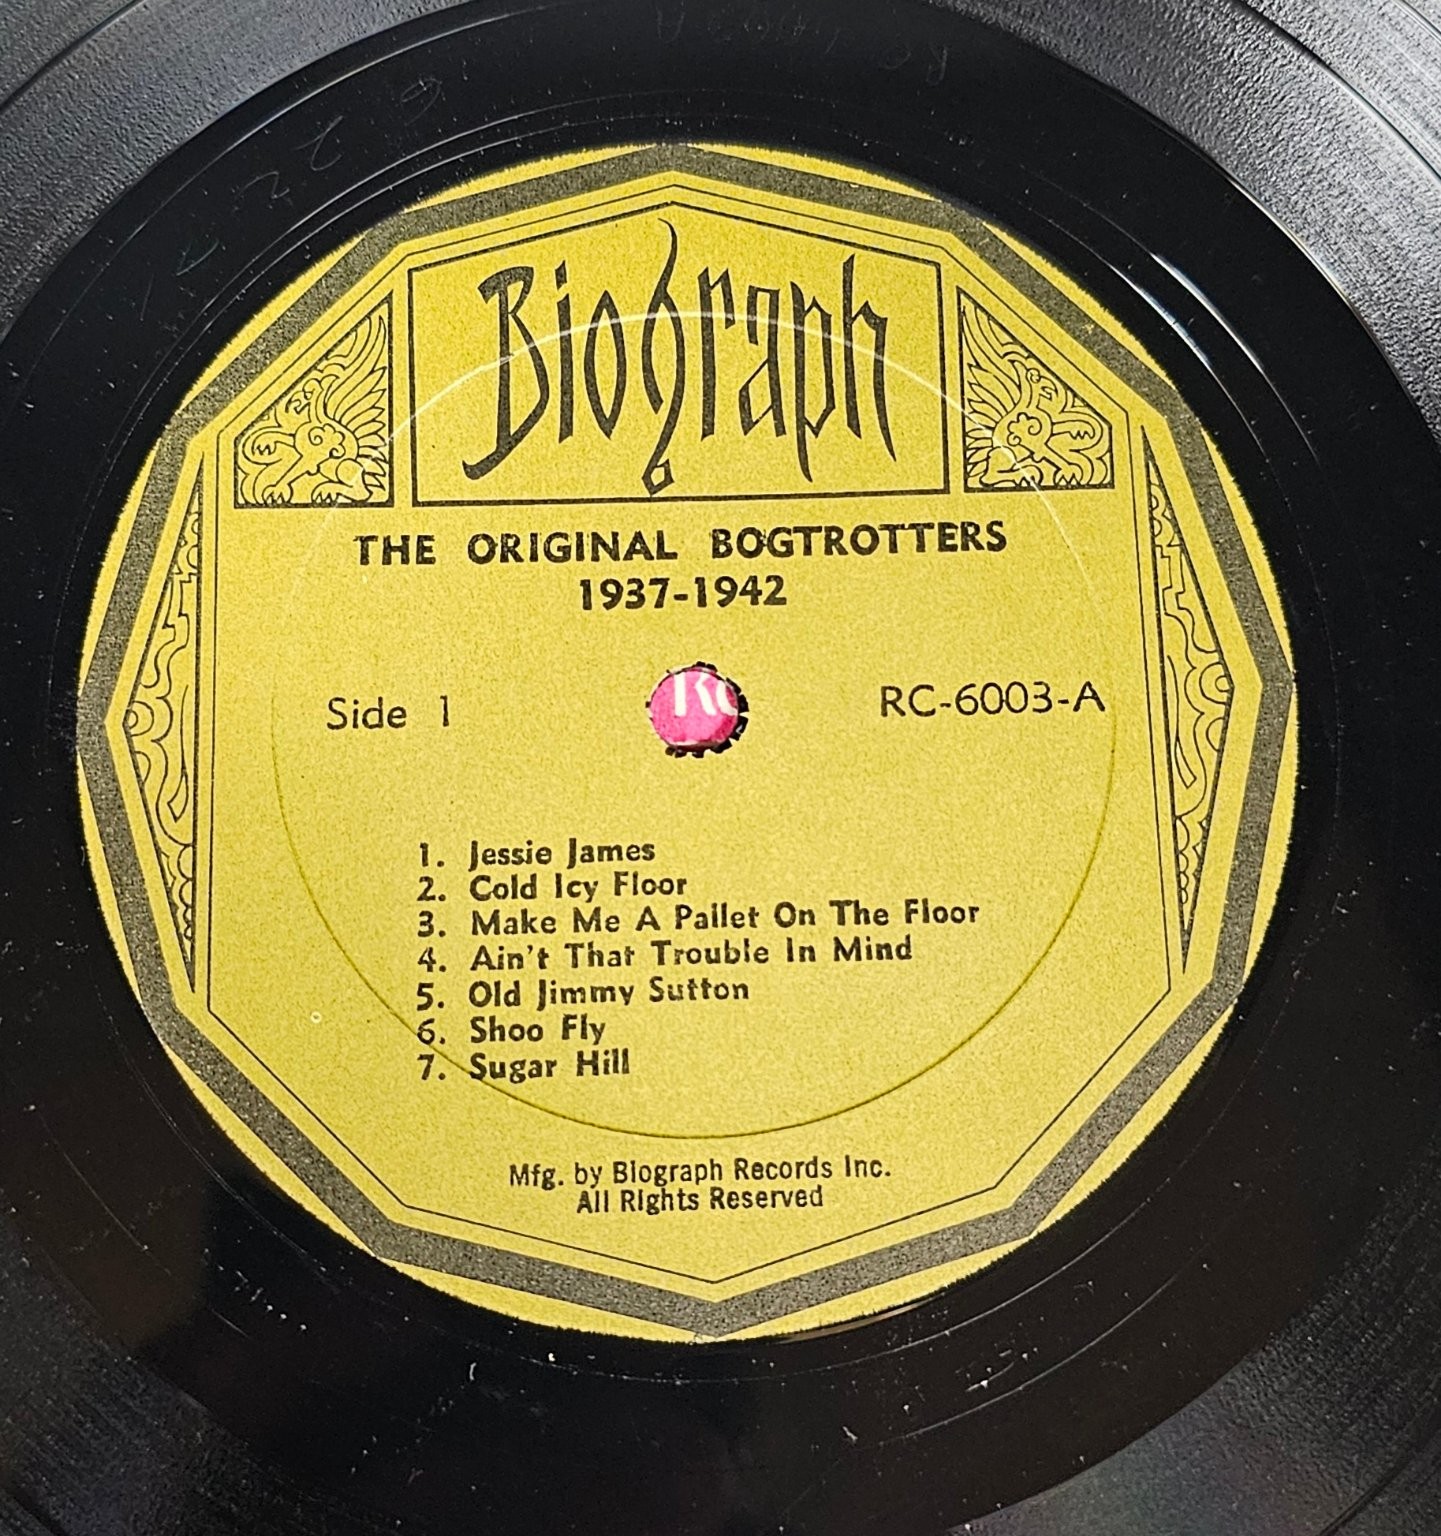 Biograph
THE ORIGINAL BOGTROTTERS
1937-1942
Side 1
RC-6003-A
1. Jessie James
2. Cold Icy Floor
3. Make Me A Pallet On The Floor
4. Ain't That Trouble In Mind
5. Old Jimmy Sutton
6. Shoo Fly
7. Sugar Hill
Mfg. by Biograph Records Inc.
All Rights Reserved